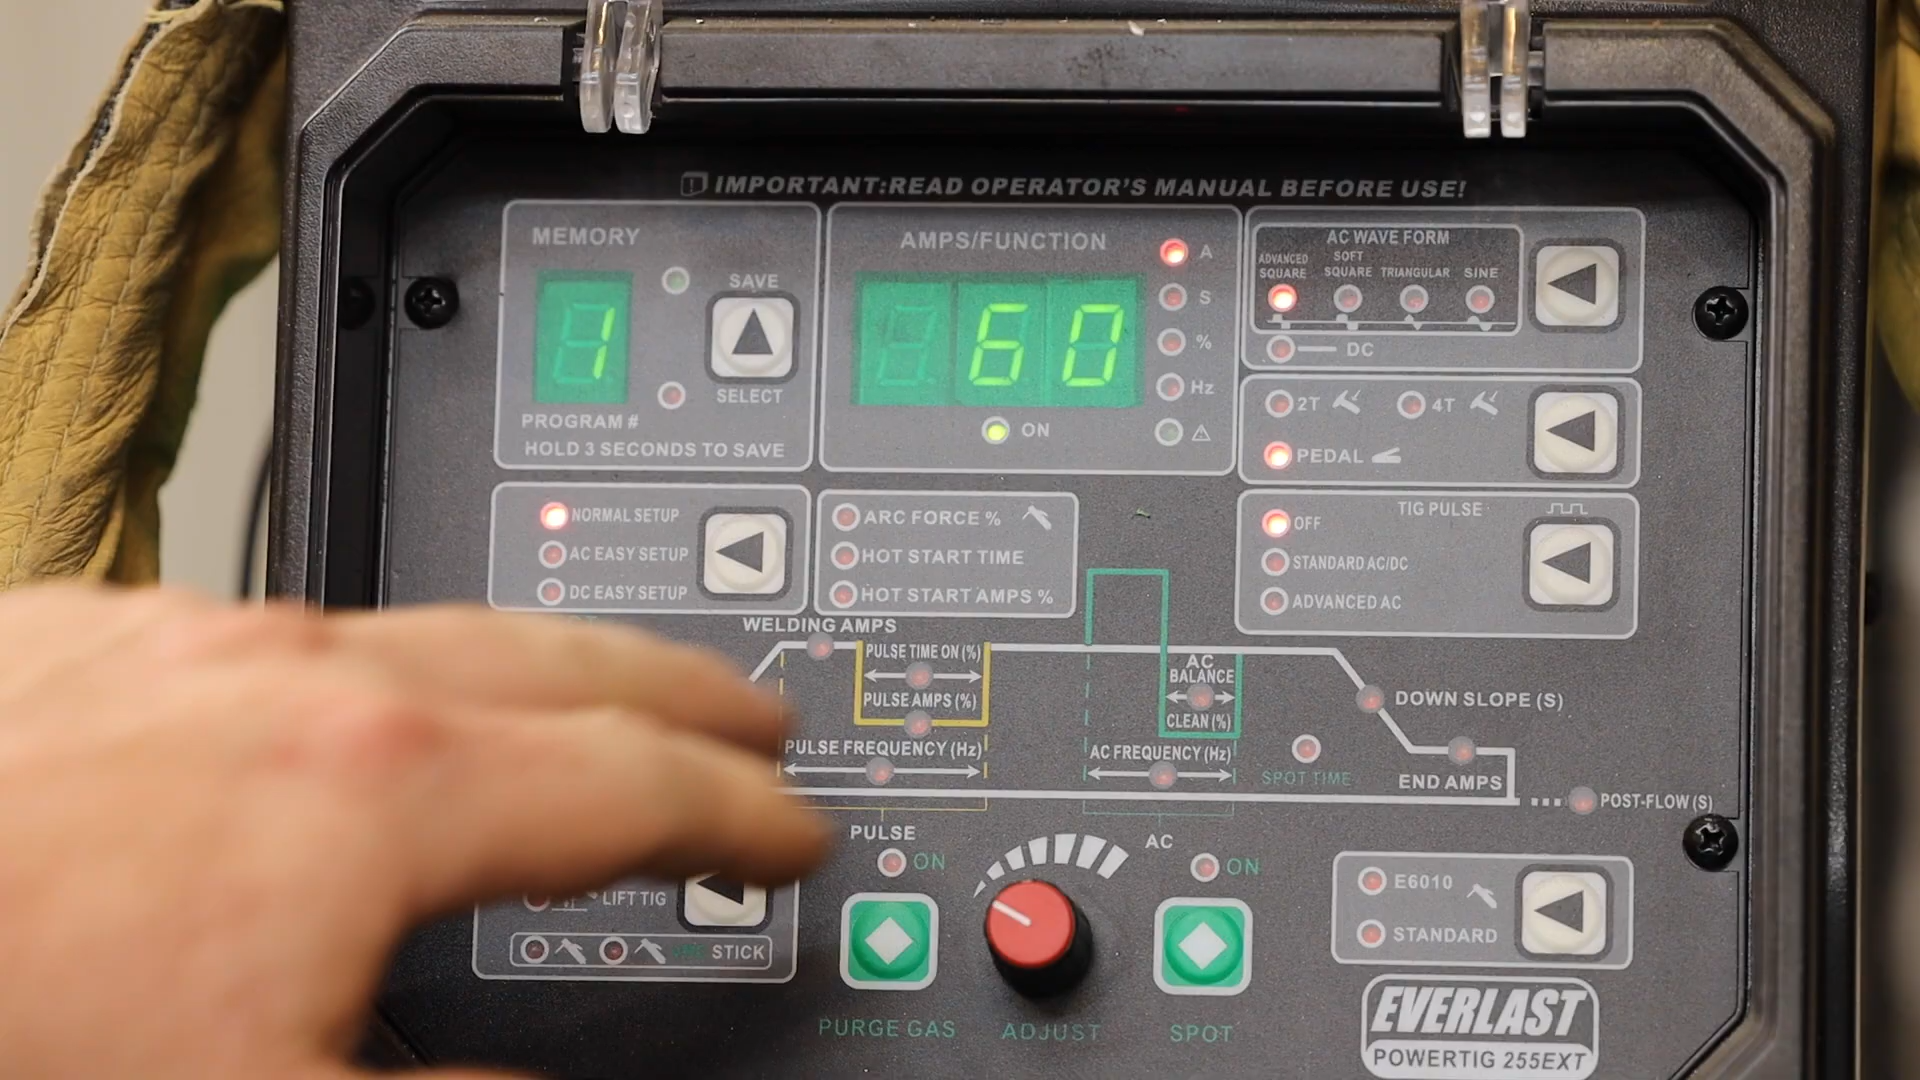 IMPORTANT:READ OPERATOR'S MANUAL BEFORE USE!
MEMORY
SAVE
1
SELECT
PROGRAM #
HOLD 3 SECONDS TO SAVE
AMPS/FUNCTION
60
ON
A
S
%
Hz
AC WAVE FORM
ADVANCED SQUARE
SOFT SQUARE
TRIANGULAR
SINE
DC
2T
4T
PEDAL
NORMAL SETUP
AC EASY SETUP
DC EASY SETUP
ARC FORCE %
HOT START TIME
HOT START AMPS %
TIG PULSE
OFF
STANDARD AC/DC
ADVANCED AC
WELDING AMPS
PULSE TIME ON (%)
PULSE AMPS (%)
PULSE FREQUENCY (Hz)
AC
BALANCE
CLEAN (%)
AC FREQUENCY (Hz)
SPOT TIME
DOWN SLOPE (S)
END AMPS
POST-FLOW (S)
PULSE
ON
AC
ON
LIFT TIG
STICK
PURGE GAS
ADJUST
SPOT
E6010
STANDARD
EVERLAST
POWERTIG 255EXT